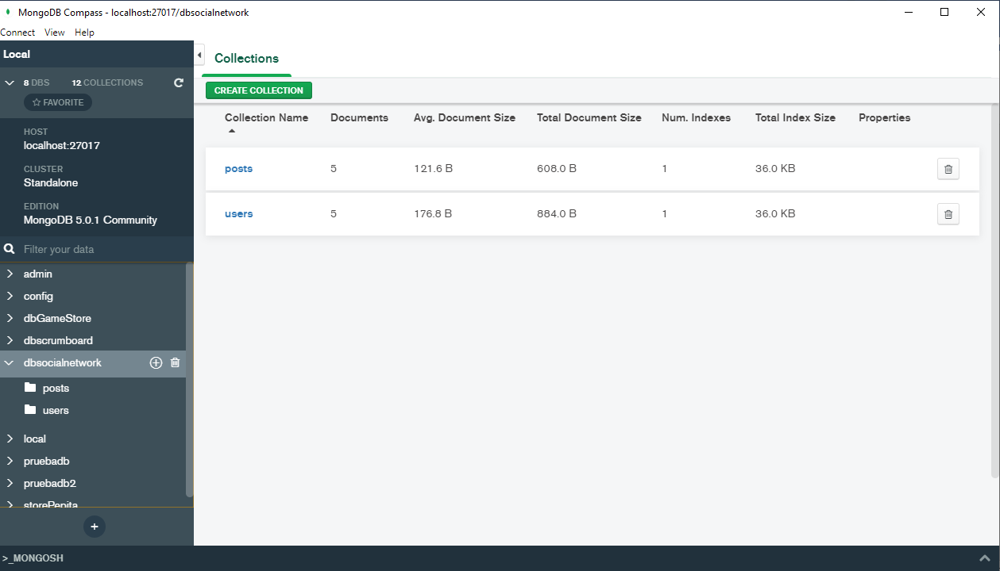 MongoDB Compass - localhost:27017/dbsocialnetwork
Connect View Help
Local
8 DBS 12 COLLECTIONS
FAVORITE
HOST
localhost:27017
CLUSTER
Standalone
EDITION
MongoDB 5.0.1 Community
Filter your data
admin
config
dbGameStore
dbscrumboard
dbsocialnetwork
posts
users
local
pruebadb
pruebadb2
storePepita
+
Collections
CREATE COLLECTION
Collection Name Documents Avg. Document Size Total Document Size Num. Indexes Total Index Size Properties
posts 5 121.6 B 608.0 B 1 36.0 KB
users 5 176.8 B 884.0 B 1 36.0 KB
>_MONGOSH